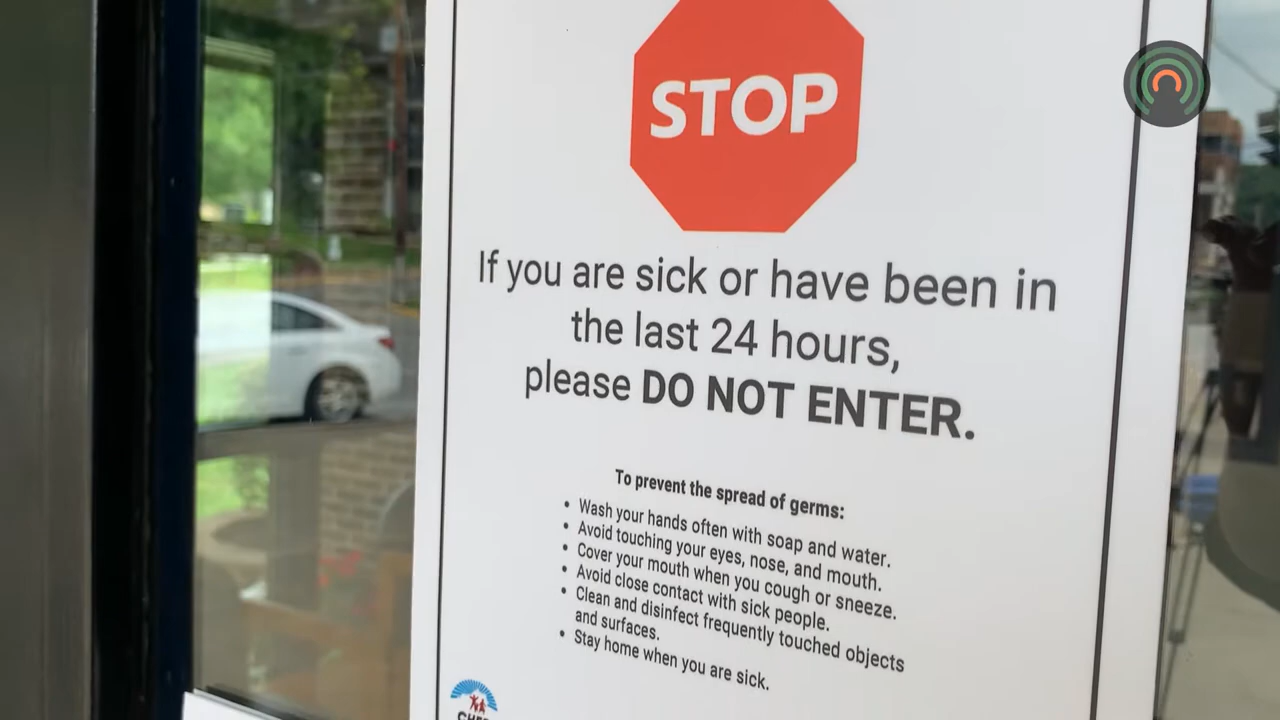 STOP
If you are sick or have been in
the last 24 hours,
please DO NOT ENTER.
To prevent the spread of germs:
• Wash your hands often with soap and water.
• Avoid touching your eyes, nose, and mouth.
• Cover your mouth when you cough or sneeze.
• Avoid close contact with sick people.
• Clean and disinfect frequently touched objects
and surfaces.
• Stay home when you are sick.